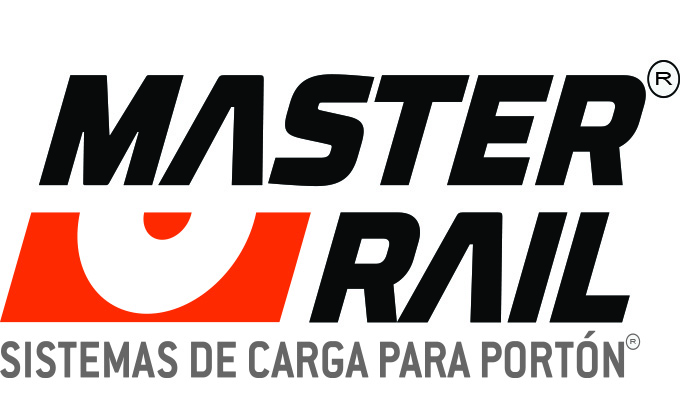 MASTER®
RAIL
SISTEMAS DE CARGA PARA PORTÓN®